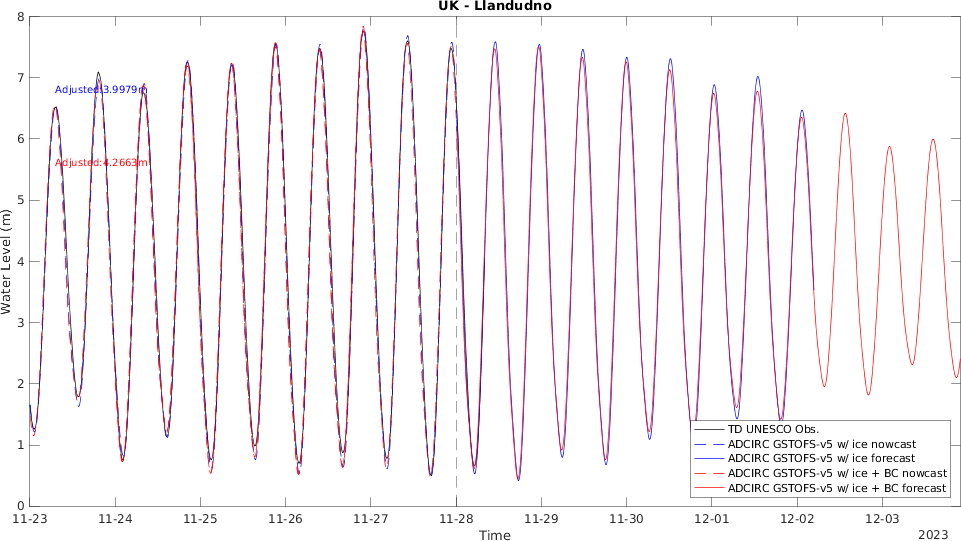 UK - Llandudno
8
7
6
5
4
3
2
1
0
Water Level (m)
Adjusted:3.9979m
Adjusted:4.2663m
TD UNESCO Obs.
ADCIRC GSTOFS-v5 w/ ice nowcast
ADCIRC GSTOFS-v5 w/ ice forecast
ADCIRC GSTOFS-v5 w/ ice + BC nowcast
ADCIRC GSTOFS-v5 w/ ice + BC forecast
11-23 11-24 11-25 11-26 11-27 11-28 11-29 11-30 12-01 12-02 12-03
Time
2023